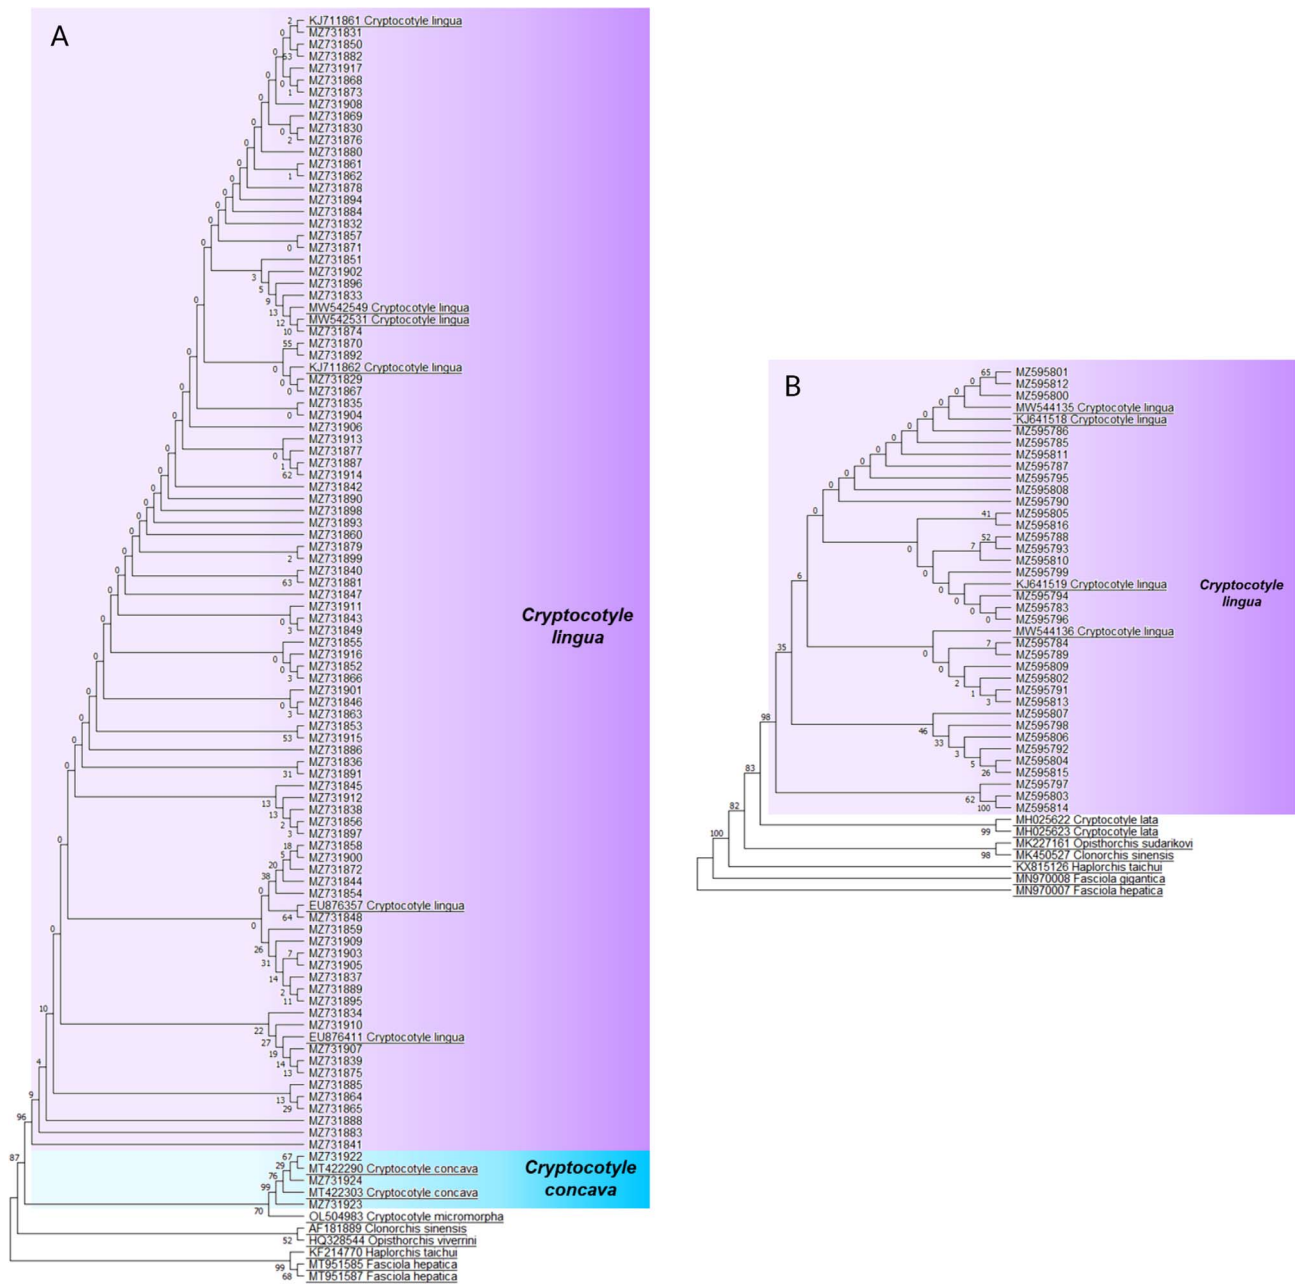 A
KJ711861 Cryptocotyle lingua
MZ731831
MZ731850
MZ731882
MZ731917
MZ731868
MZ731873
MZ731908
MZ731869
MZ731830
MZ731876
MZ731880
MZ731861
MZ731862
MZ731878
MZ731894
MZ731884
MZ731832
MZ731857
MZ731871
MZ731851
MZ731902
MZ731896
MZ731833
MW542549 Cryptocotyle lingua
MW542531 Cryptocotyle lingua
MZ731874
MZ731870
MZ731892
KJ711862 Cryptocotyle lingua
MZ731829
MZ731867
MZ731835
MZ731904
MZ731906
MZ731913
MZ731877
MZ731887
MZ731914
MZ731842
MZ731890
MZ731898
MZ731893
MZ731860
MZ731879
MZ731899
MZ731840
MZ731881
MZ731847
MZ731911
MZ731843
MZ731849
MZ731855
MZ731916
MZ731852
MZ731866
MZ731901
MZ731846
MZ731863
MZ731853
MZ731915
MZ731886
MZ731836
MZ731891
MZ731845
MZ731912
MZ731838
MZ731856
MZ731897
MZ731858
MZ731900
MZ731872
MZ731844
MZ731854
EU876357 Cryptocotyle lingua
MZ731848
MZ731859
MZ731909
MZ731903
MZ731905
MZ731837
MZ731889
MZ731895
MZ731834
MZ731910
EU876411 Cryptocotyle lingua
MZ731907
MZ731839
MZ731875
MZ731885
MZ731864
MZ731865
MZ731888
MZ731883
MZ731841
MZ731922
MT422290 Cryptocotyle concava
MZ731924
MT422303 Cryptocotyle concava
MZ731923
OL504983 Cryptocotyle micromorpha
AF181889 Clonorchis sinensis
HQ328544 Opisthorchis viverrini
KF214770 Haplorchis taichui
MT951585 Fasciola hepatica
MT951587 Fasciola hepatica
Cryptocotyle
lingua
Cryptocotyle
concava
B
MZ595801
MZ595812
MZ595800
MW544135 Cryptocotyle lingua
KJ641518 Cryptocotyle lingua
MZ595786
MZ595785
MZ595811
MZ595787
MZ595795
MZ595808
MZ595790
MZ595805
MZ595816
MZ595788
MZ595793
MZ595810
MZ595799
KJ641519 Cryptocotyle lingua
MZ595794
MZ595783
MZ595796
MW544136 Cryptocotyle lingua
MZ595784
MZ595789
MZ595809
MZ595802
MZ595791
MZ595813
MZ595807
MZ595798
MZ595806
MZ595792
MZ595804
MZ595815
MZ595797
MZ595803
MZ595814
MH025622 Cryptocotyle lata
MH025623 Cryptocotyle lata
MK227161 Opisthorchis sudarikovi
MK450527 Clonorchis sinensis
KX815126 Haplorchis taichui
MN970008 Fasciola gigantica
MN970007 Fasciola hepatica
Cryptocotyle
lingua